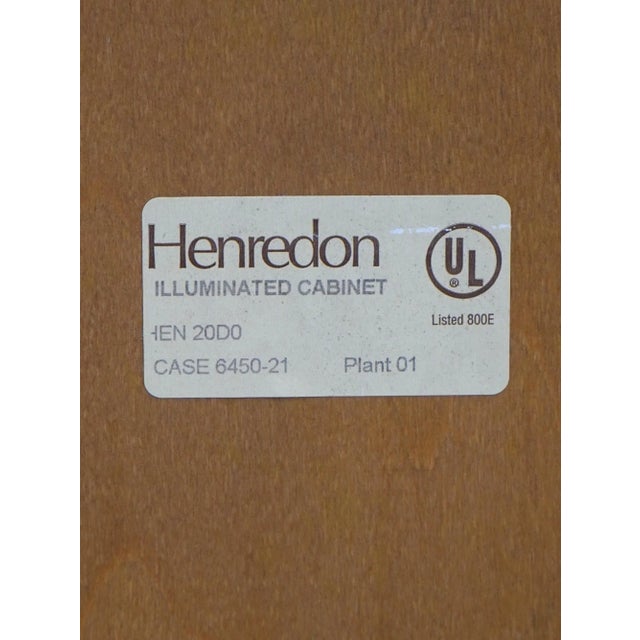 Henredon
ILLUMINATED CABINET
UL
®
Listed 800E
HEN 20D0
CASE 6450-21 Plant 01